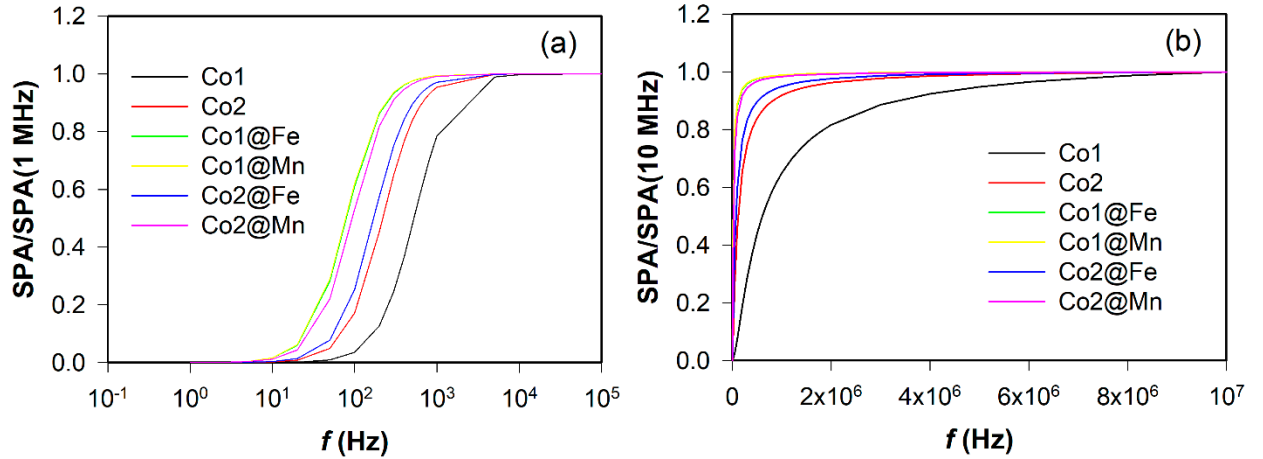 (a)
SPA/SPA(1 MHz)
1.2
1.0
0.8
0.6
0.4
0.2
0.0
Co1
Co2
Co1@Fe
Co1@Mn
Co2@Fe
Co2@Mn
10⁻¹ 10⁰ 10¹ 10² 10³ 10⁴ 10⁵
f (Hz)
(b)
SPA/SPA(10 MHz)
1.2
1.0
0.8
0.6
0.4
0.2
0.0
Co1
Co2
Co1@Fe
Co1@Mn
Co2@Fe
Co2@Mn
0 2x10⁶ 4x10⁶ 6x10⁶ 8x10⁶ 10⁷
f (Hz)